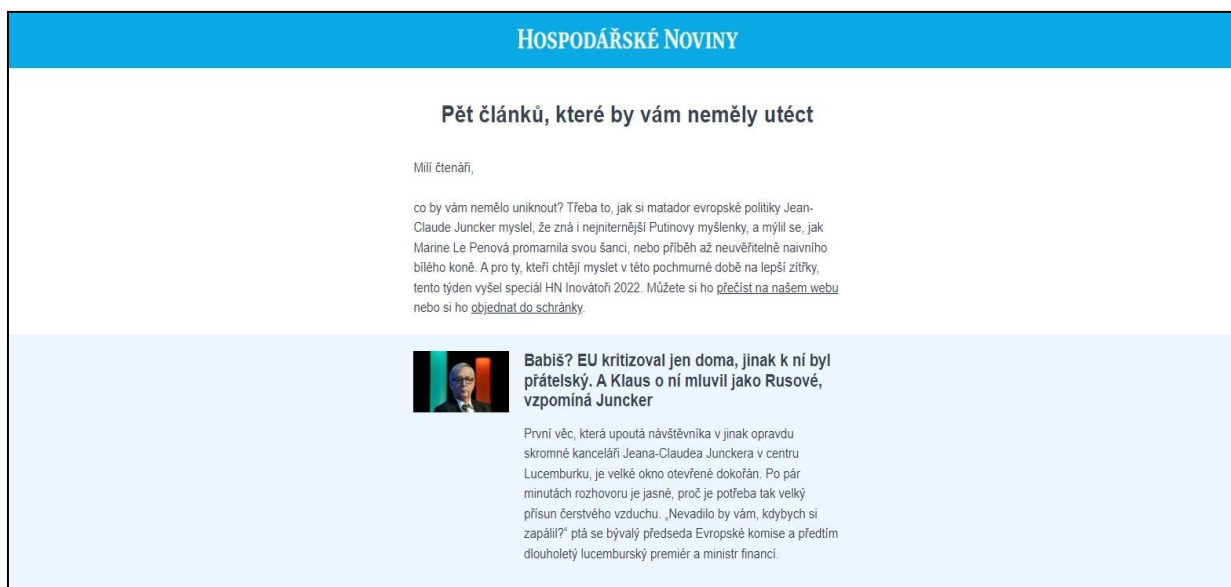 HOSPODÁŘSKÉ NOVINY
Pět článků, které by vám neměly utéct
Milí čtenáři,
co by vám nemělo uniknout? Třeba to, jak si matador evropské politiky Jean-
Claude Juncker myslel, že zná i nejniternější Putinovy myšlenky, a mýlil se, jak
Marine Le Penová promarnila svou šanci, nebo příběh až neuvěřitelně naivního
bílého koně. A pro ty, kteří chtějí myslet v této pochmurné době na lepší zítřky,
tento týden vyšel speciál HN Inovátoři 2022. Můžete si ho přečíst na našem webu
nebo si ho objednat do schránky.
Babiš? EU kritizoval jen doma, jinak k ní byl
přátelský. A Klaus o ní mluvil jako Rusové,
vzpomíná Juncker
První věc, která upoutá návštěvníka v jinak opravdu
skromné kanceláři Jeana-Claudea Junckera v centru
Lucemburku, je velké okno otevřené dokořán. Po pár
minutách rozhovoru je jasné, proč je potřeba tak velký
přísun čerstvého vzduchu. „Nevadilo by vám, kdybych si
zapálil?“ ptá se bývalý předseda Evropské komise a předtím
dlouholetý lucemburský premiér a ministr financí.